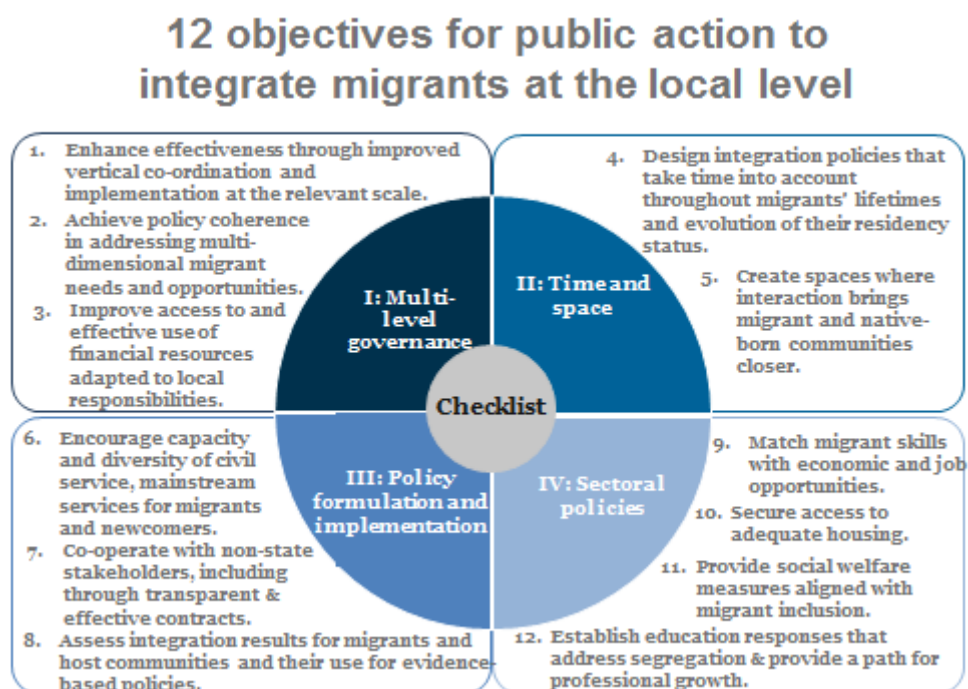 12 objectives for public action to
integrate migrants at the local level
1. Enhance effectiveness through improved
vertical co-ordination and
implementation at the relevant scale.
2. Achieve policy coherence
in addressing multi-
dimensional migrant
needs and opportunities.
3. Improve access to and
effective use of
financial resources
adapted to local
responsibilities.
4. Design integration policies that
take time into account
throughout migrants' lifetimes
and evolution of their residency
status.
5. Create spaces where
interaction brings
migrant and native-
born communities
closer.
I: Multi-
level
governance
II: Time and
space
Checklist
III: Policy
formulation and
implementation
IV: Sectoral
policies
6. Encourage capacity
and diversity of civil
service, mainstream
services for migrants
and newcomers.
7. Co-operate with non-state
stakeholders, including
through transparent &
effective contracts.
8. Assess integration results for migrants and
host communities and their use for evidence-
based policies.
9. Match migrant skills
with economic and job
opportunities.
10. Secure access to
adequate housing.
11. Provide social welfare
measures aligned with
migrant inclusion.
12. Establish education responses that
address segregation & provide a path for
professional growth.